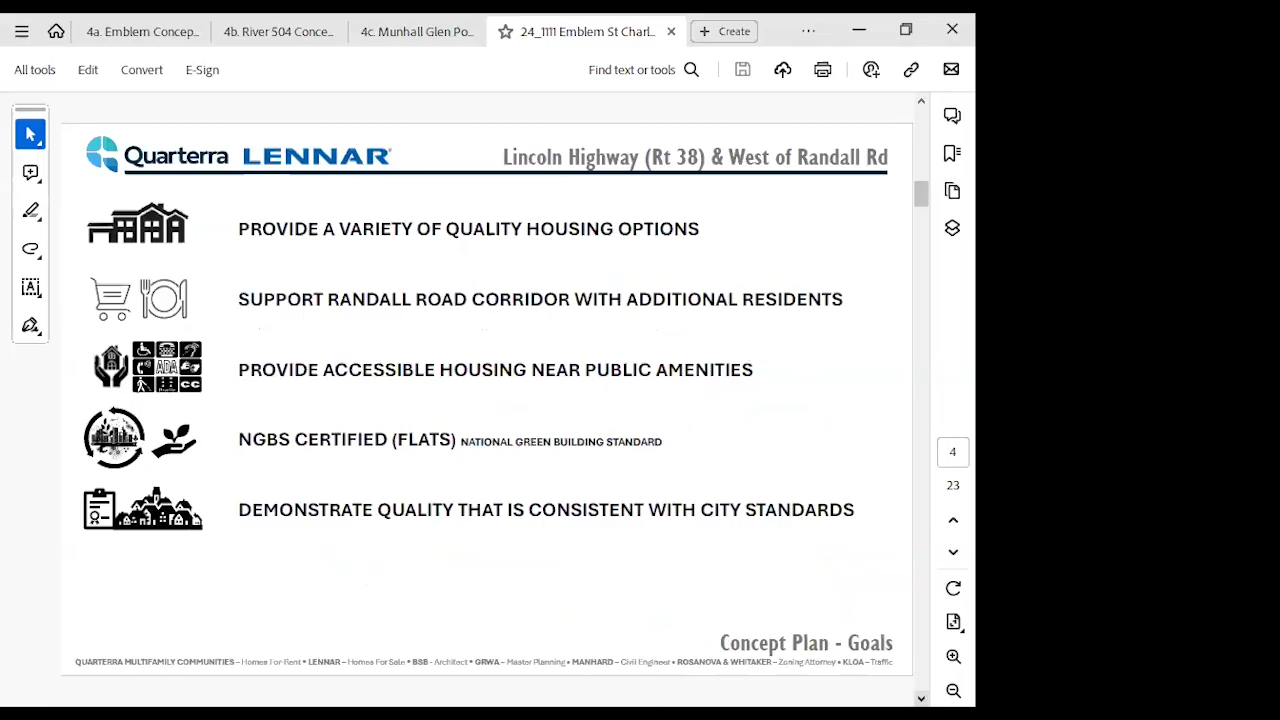 4a. Emblem Concep...
4b. River 504 Conce...
4c. Munhall Glen Po...
24_1111 Emblem St Charl...
Create
All tools
Edit
Convert
E-Sign
Find text or tools
Quarterra
LENNAR
Lincoln Highway (Rt 38) & West of Randall Rd
PROVIDE A VARIETY OF QUALITY HOUSING OPTIONS
SUPPORT RANDALL ROAD CORRIDOR WITH ADDITIONAL RESIDENTS
ADA
CC
PROVIDE ACCESSIBLE HOUSING NEAR PUBLIC AMENITIES
NGBS CERTIFIED (FLATS) NATIONAL GREEN BUILDING STANDARD
DEMONSTRATE QUALITY THAT IS CONSISTENT WITH CITY STANDARDS
Concept Plan - Goals
QUARTERRA MULTIFAMILY COMMUNITIES – Homes For Rent • LENNAR – Homes For Sale • BSB - Architect • GRWA – Master Planning • MANHARD – Civil Engineer • ROSANOVA & WHITAKER – Zoning Attorney • KLOA – Traffic
4
23